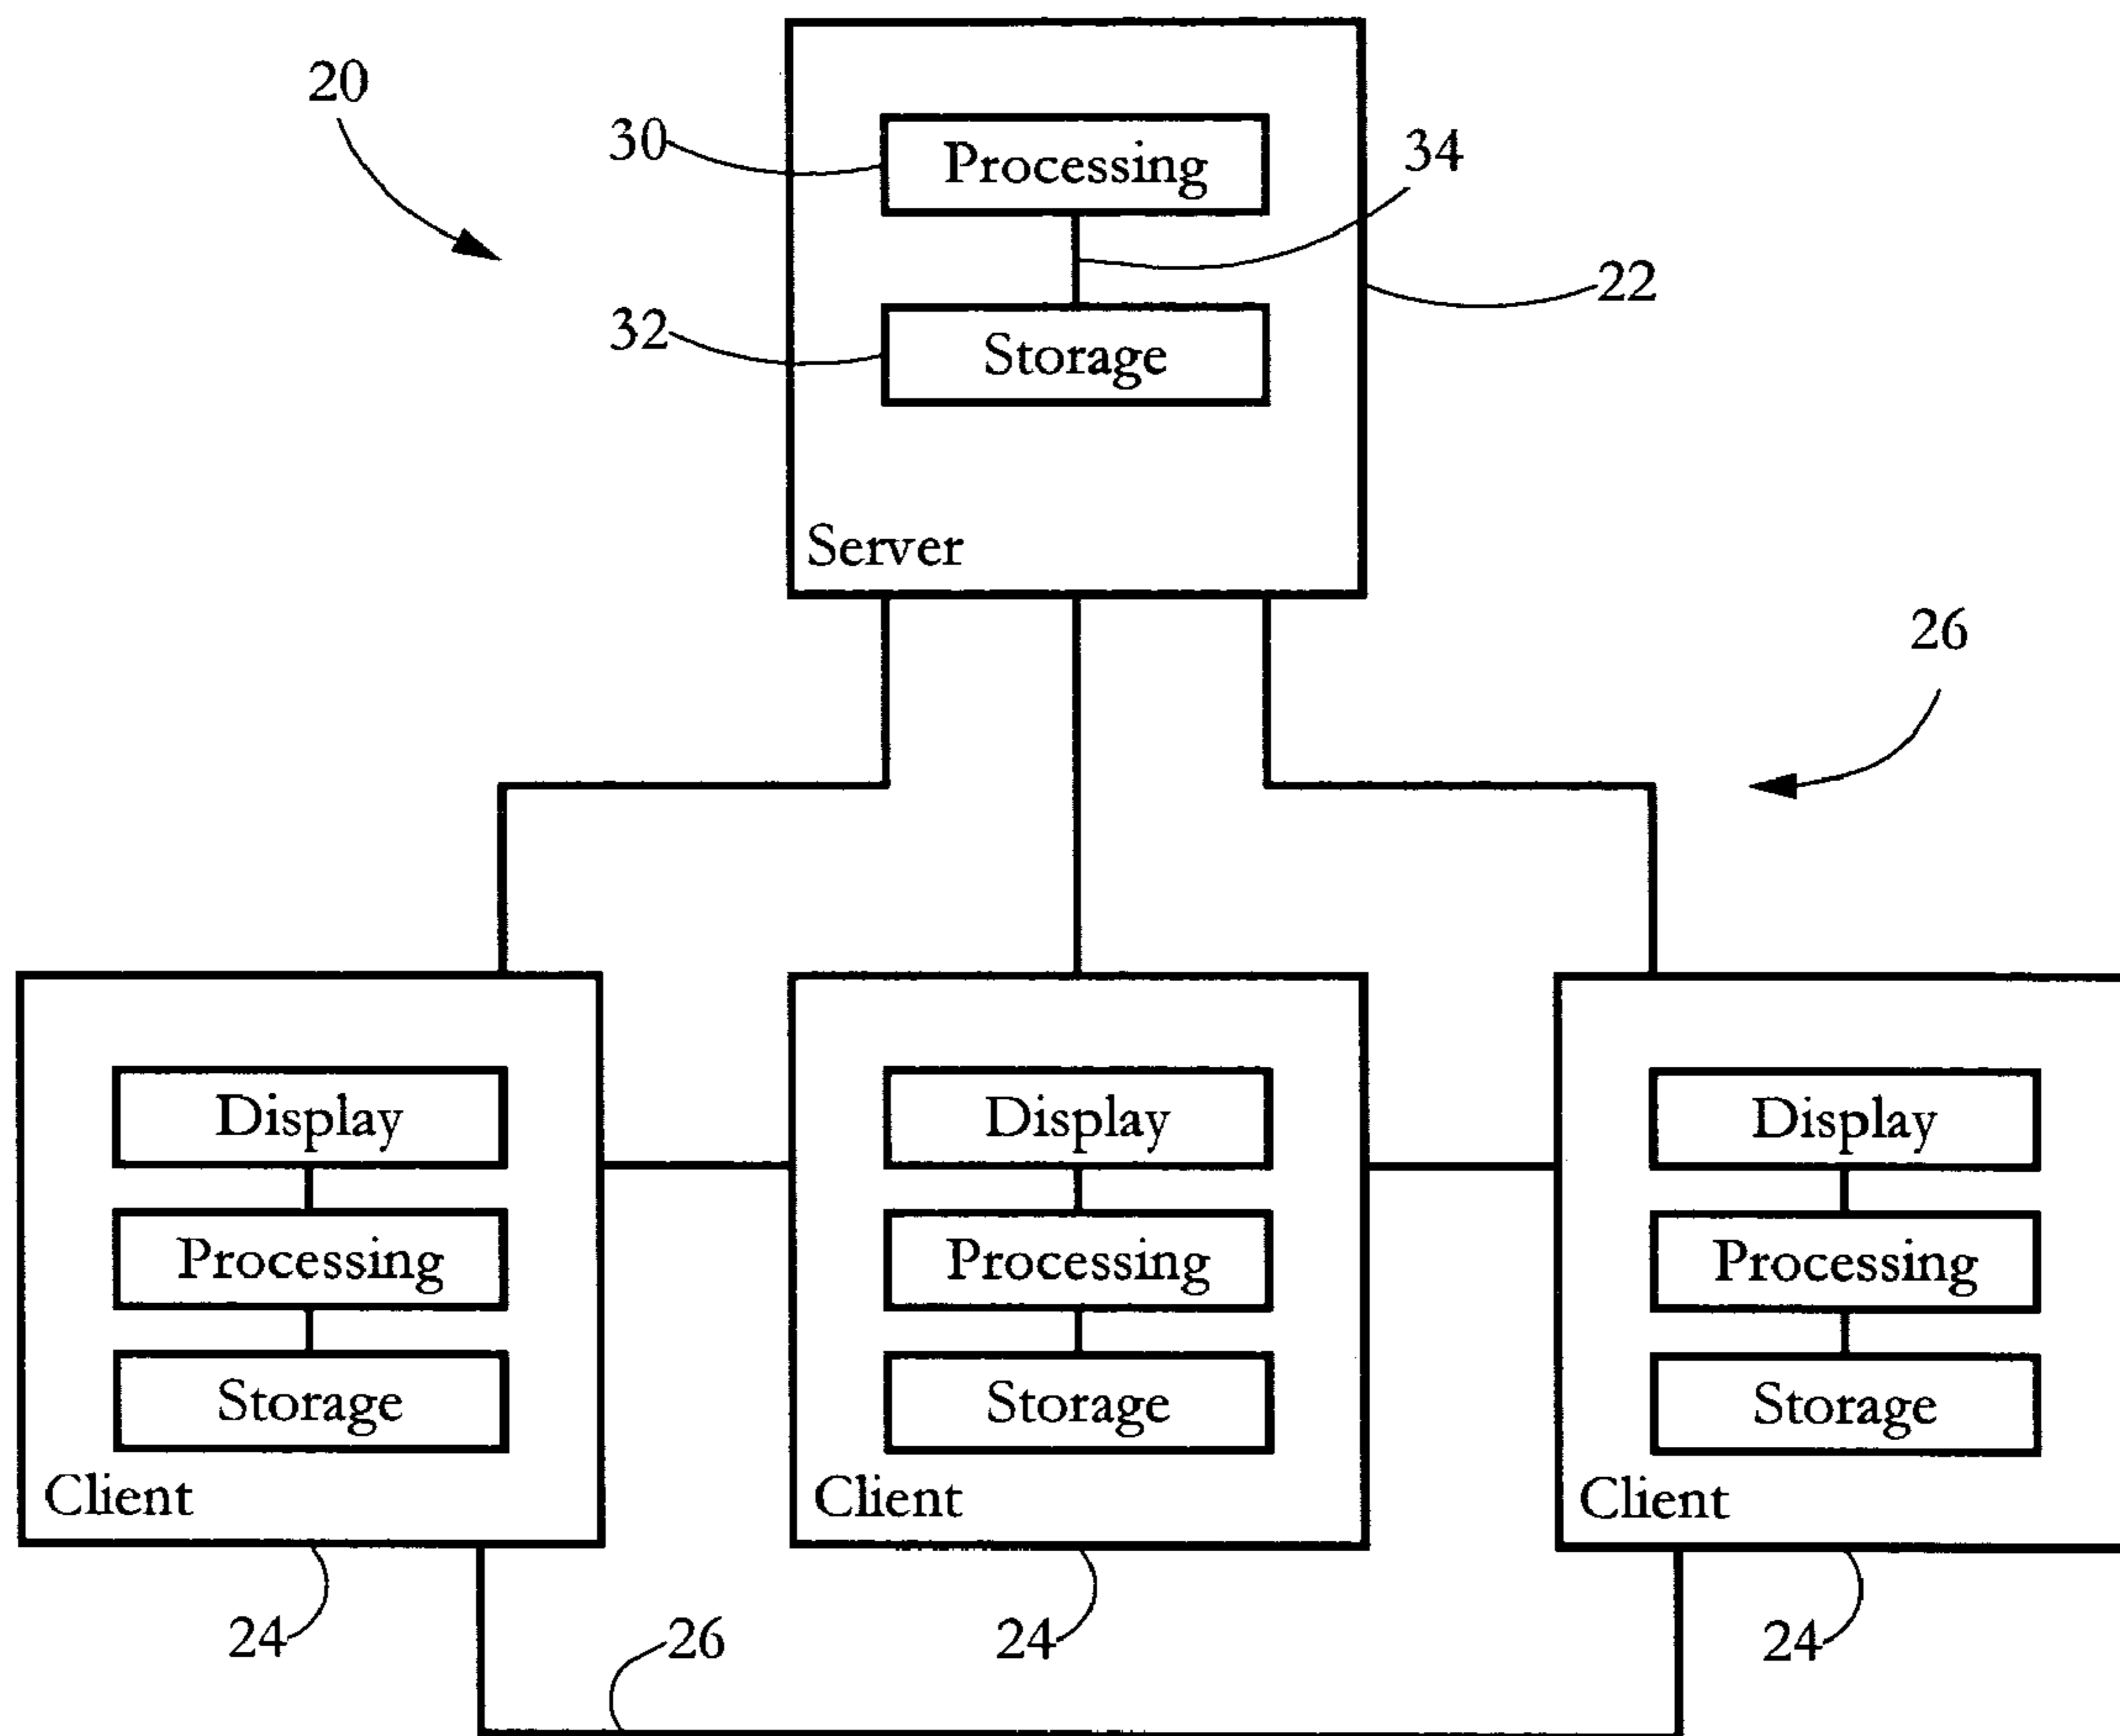 20
30
Processing
34
22
32
Storage
Server
26
Display
Display
Display
Processing
Processing
Processing
Storage
Storage
Storage
Client
Client
Client
24
26
24
24